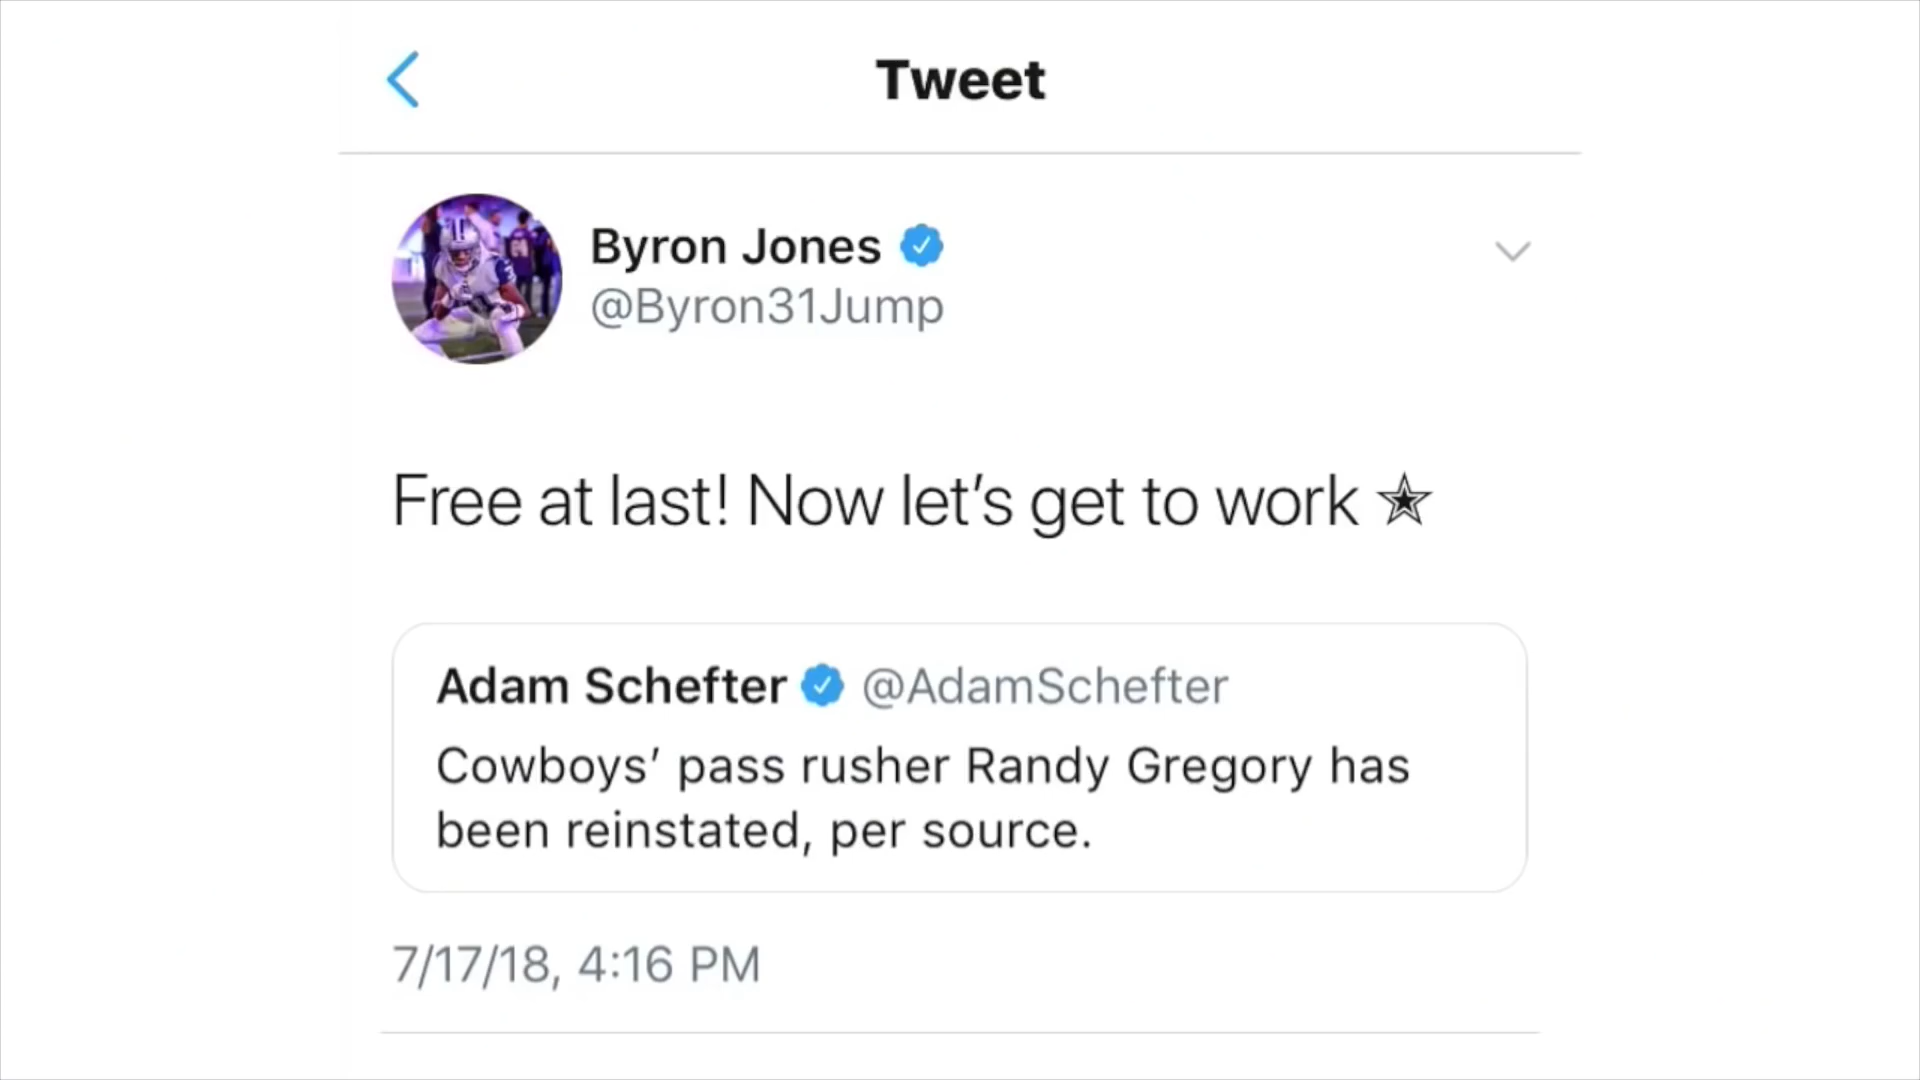 Tweet
Byron Jones
@Byron31Jump
Free at last! Now let’s get to work ✯
Adam Schefter @AdamSchefter
Cowboys’ pass rusher Randy Gregory has
been reinstated, per source.
7/17/18, 4:16 PM